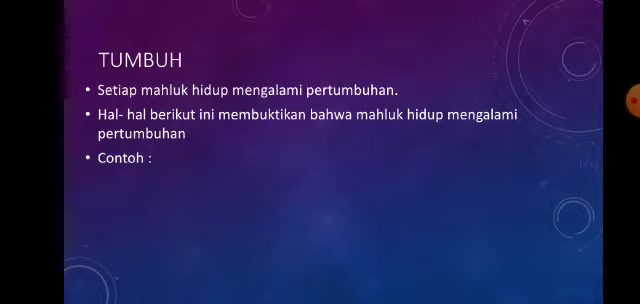 TUMBUH
• Setiap mahluk hidup mengalami pertumbuhan.
• Hal- hal berikut ini membuktikan bahwa mahluk hidup mengalami
pertumbuhan
• Contoh :